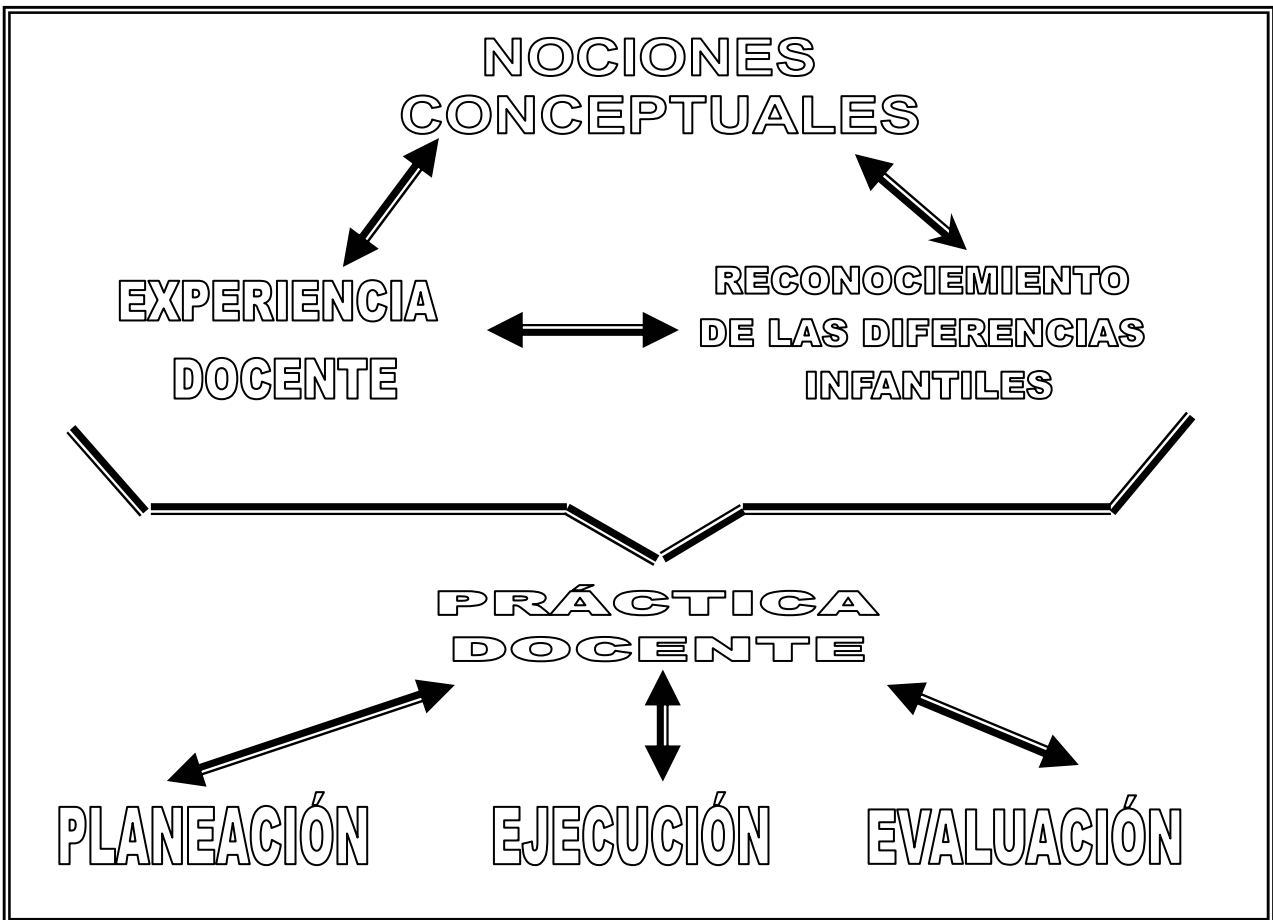 NOCIONES
CONCEPTUALES
EXPERIENCIA
DOCENTE
RECONOCIEMIENTO
DE LAS DIFERENCIAS
INFANTILES
PRÁCTICA
DOCENTE
PLANEACIÓN
EJECUCIÓN
EVALUACIÓN